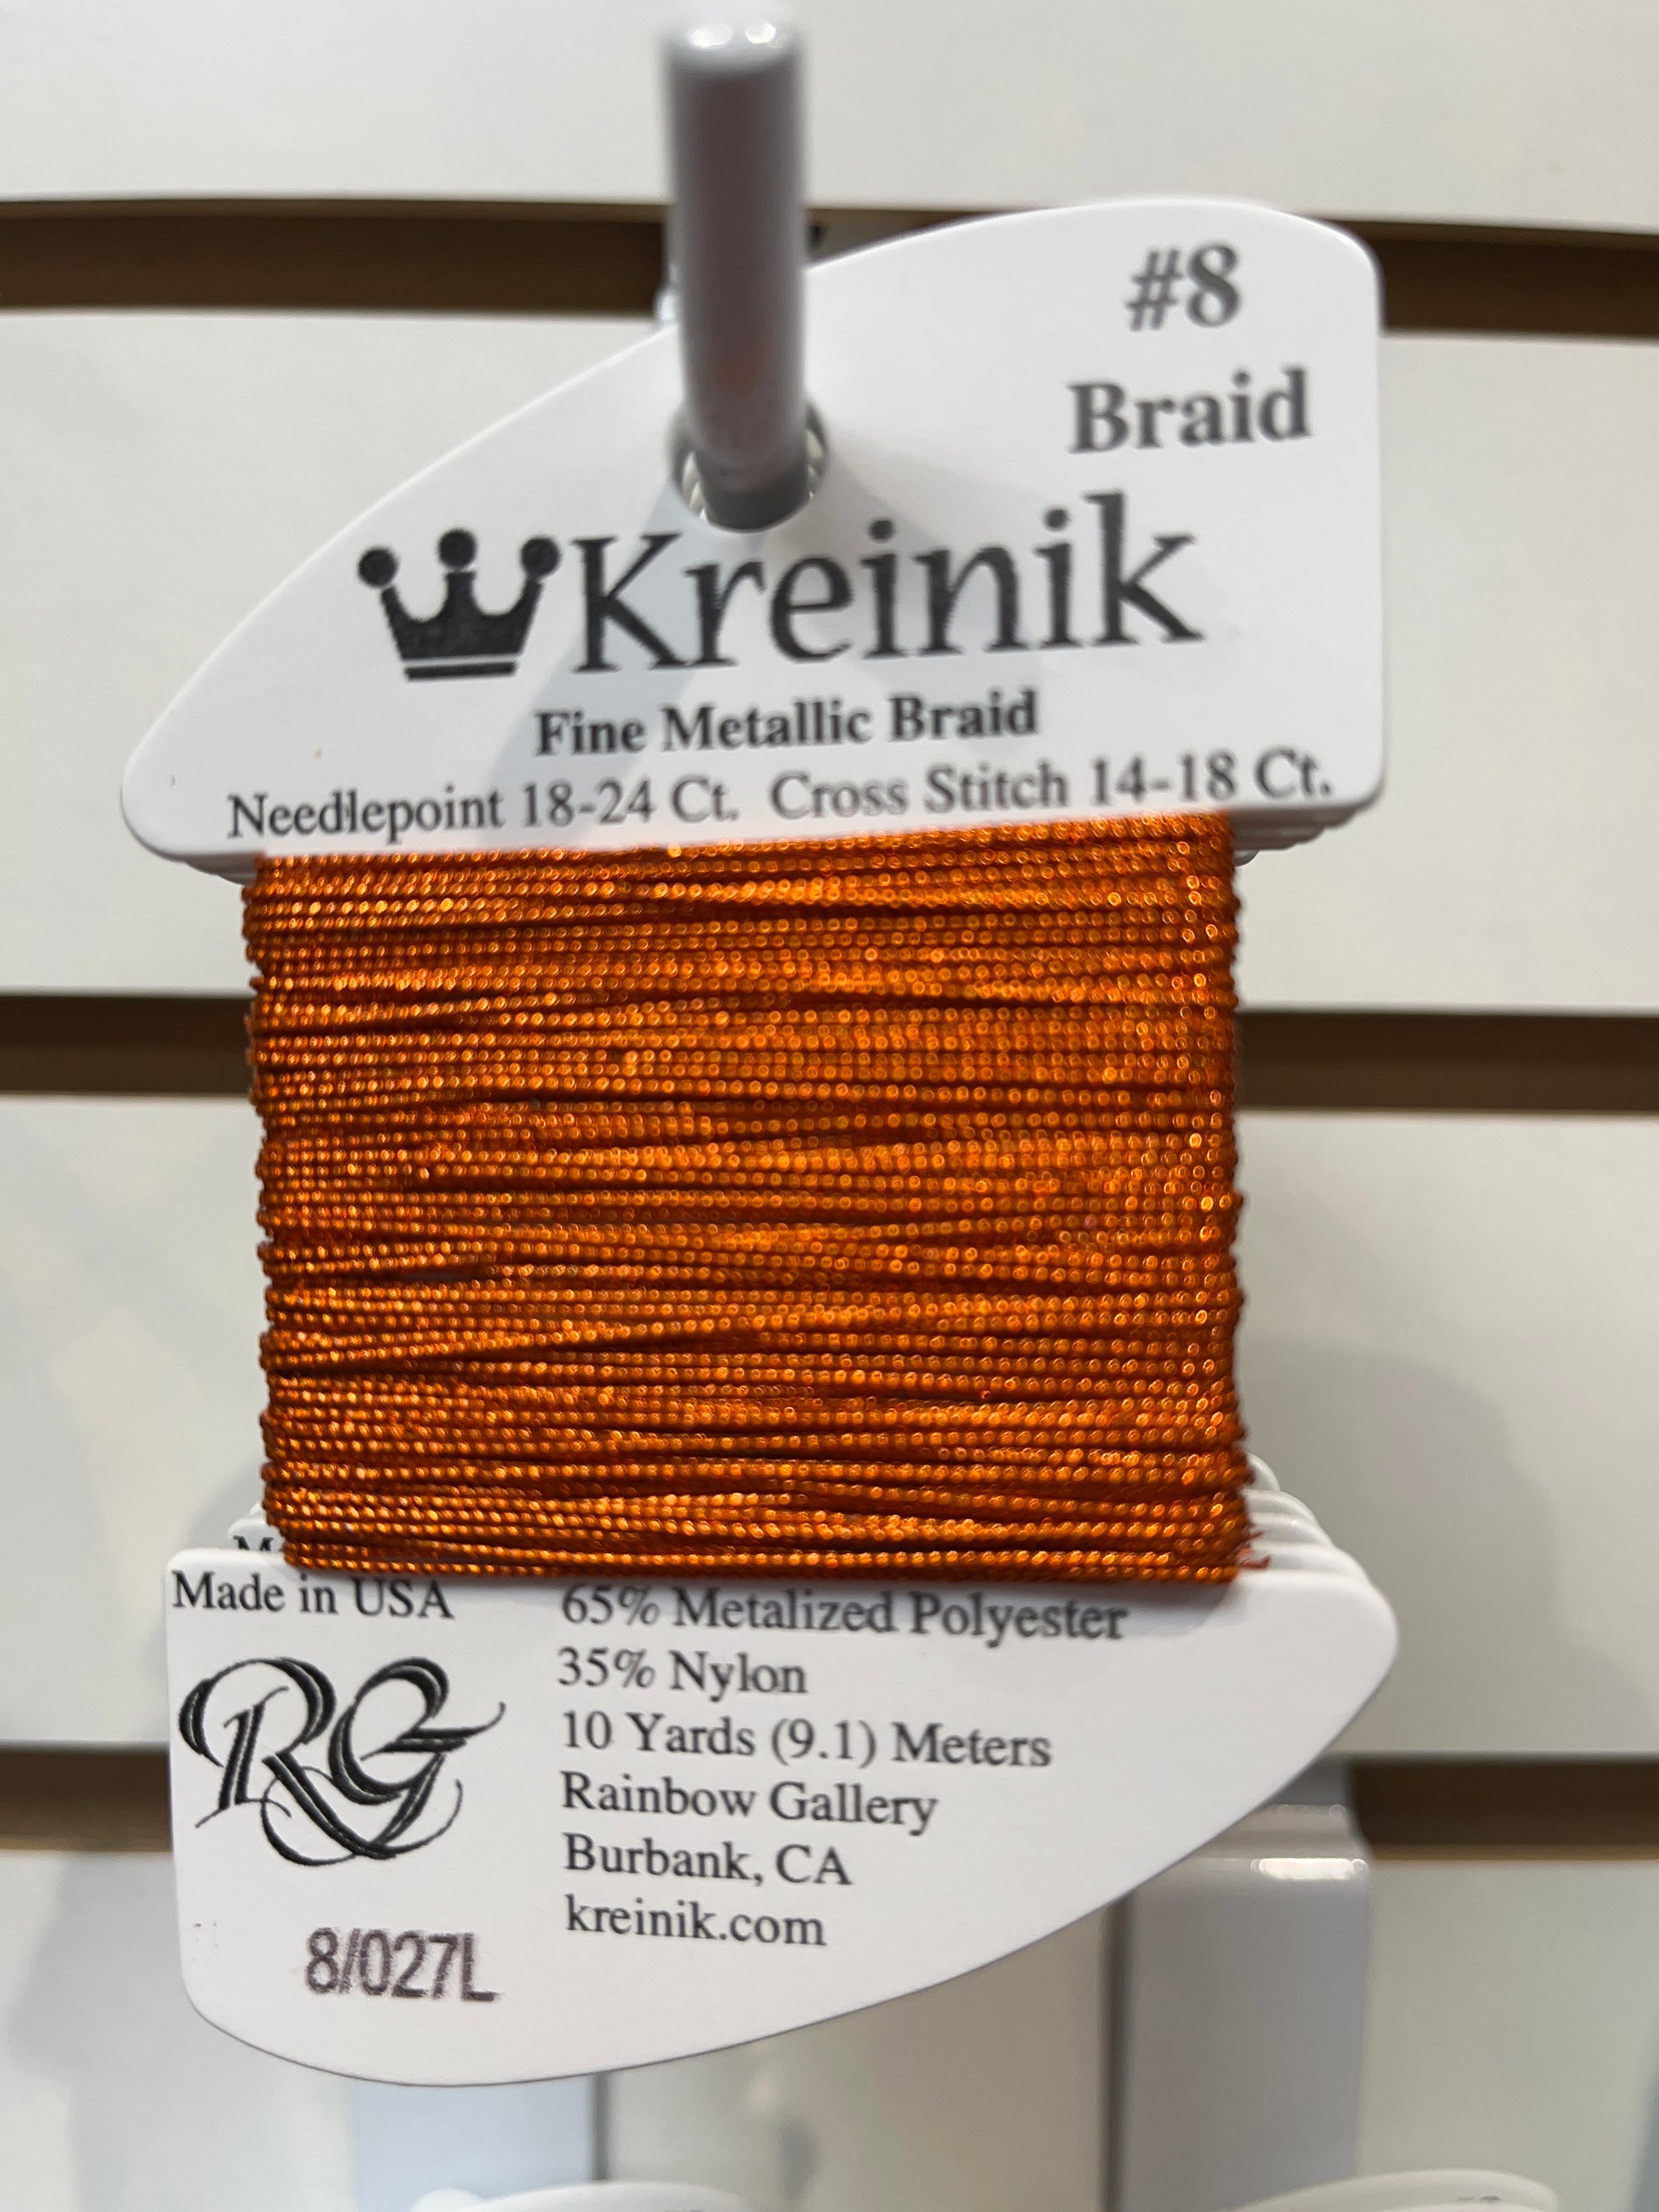 #8
Braid
Kreinik
Fine Metallic Braid
Needlepoint 18-24 Ct. Cross Stitch 14-18 Ct.
Made in USA
RG
65% Metalized Polyester
35% Nylon
10 Yards (9.1) Meters
Rainbow Gallery
Burbank, CA
kreinik.com
8/027L